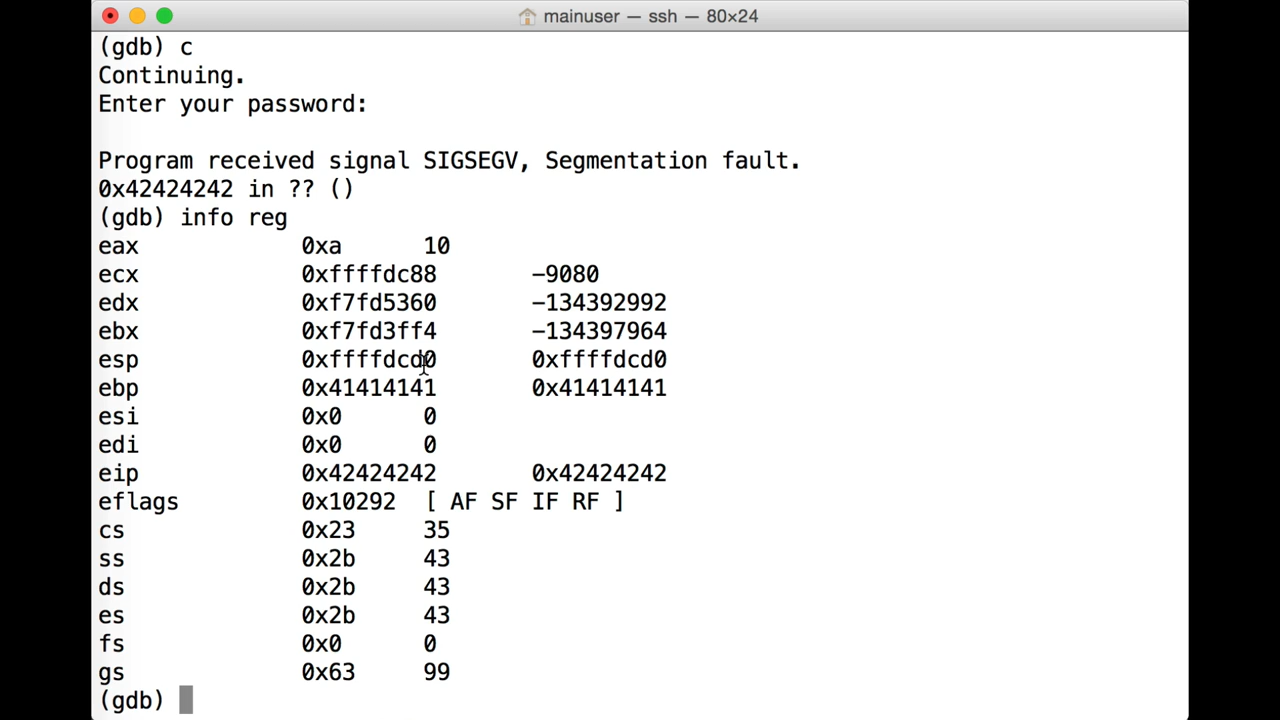 mainuser — ssh — 80×24
(gdb) c
Continuing.
Enter your password:
Program received signal SIGSEGV, Segmentation fault.
0x42424242 in ?? ()
(gdb) info reg
eax 0xa 10
ecx 0xffffdc88 -9080
edx 0xf7fd5360 -134392992
ebx 0xf7fd3ff4 -134397964
esp 0xffffdcd0 0xffffdcd0
ebp 0x41414141 0x41414141
esi 0x0 0
edi 0x0 0
eip 0x42424242 0x42424242
eflags 0x10292 [ AF SF IF RF ]
cs 0x23 35
ss 0x2b 43
ds 0x2b 43
es 0x2b 43
fs 0x0 0
gs 0x63 99
(gdb)